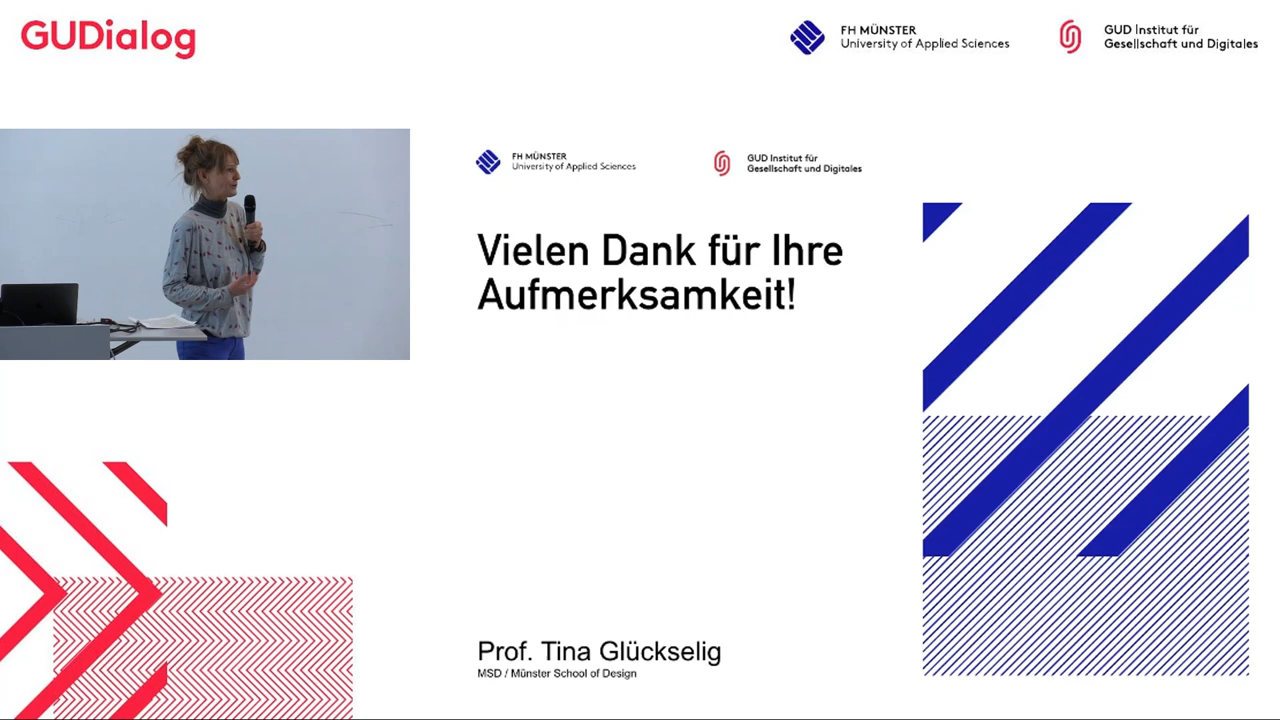 GUDialog
FH MÜNSTER
University of Applied Sciences
GUD Institut für
Gesellschaft und Digitales
FH MÜNSTER
University of Applied Sciences
GUD Institut für
Gesellschaft und Digitales
Vielen Dank für Ihre
Aufmerksamkeit!
Prof. Tina Glückselig
MSD / Münster School of Design